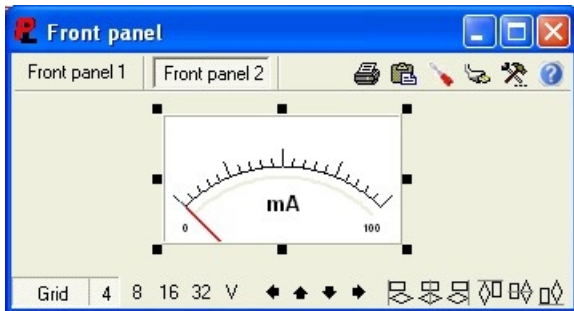 Front panel
Front panel 1 Front panel 2
mA
0 100
Grid 4 8 16 32 V